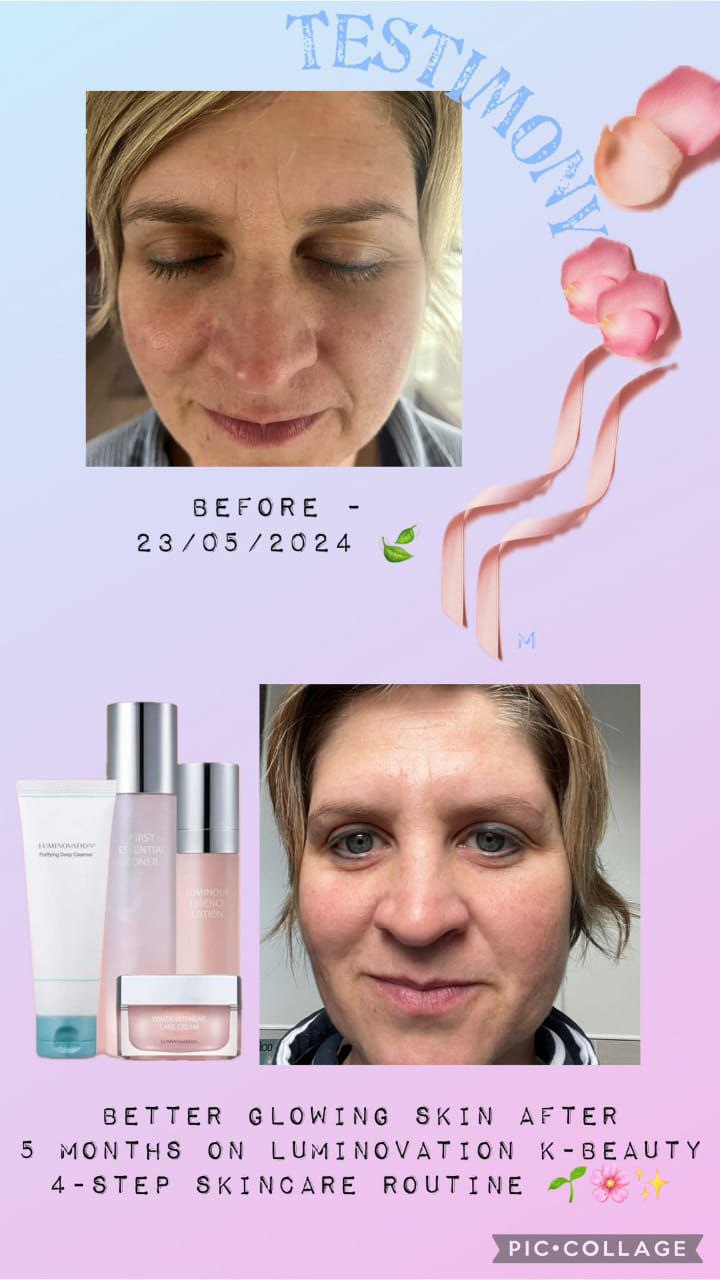 TESTIMONY
BEFORE -
23/05/2024
M
LUMINOVATION
Purifying Deep Cleanser
FIRST
ESSENTIAL
TONER
LUMINOUS
ESSENCE
LOTION
YOUTH INTENSIVE
CARE CREAM
LUMINOVATION
BETTER GLOWING SKIN AFTER
5 MONTHS ON LUMINOVATION K-BEAUTY
4-STEP SKINCARE ROUTINE
PIC•COLLAGE